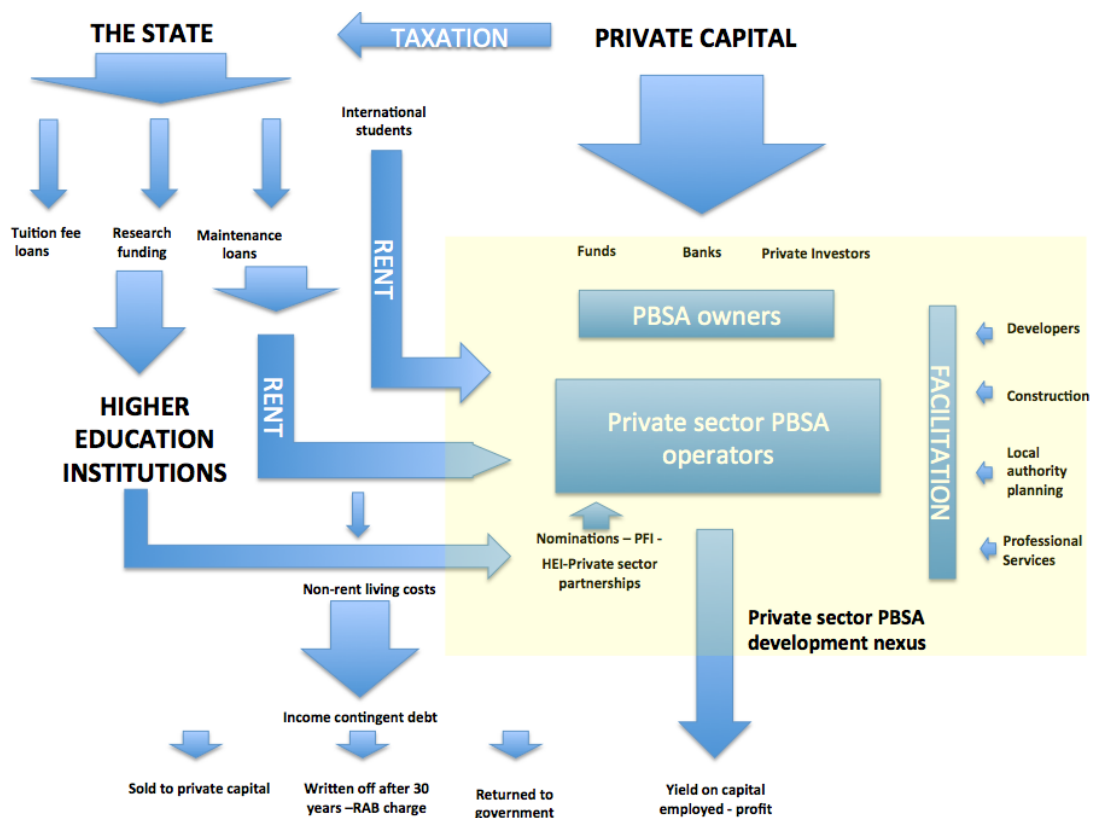 THE STATE
TAXATION
PRIVATE CAPITAL
International
students
Tuition fee
loans
Research
funding
Maintenance
loans
RENT
Funds
Banks
Private Investors
PBSA owners
Developers
FACILITATION
Construction
RENT
HIGHER
EDUCATION
INSTITUTIONS
Private sector PBSA
operators
Local
authority
planning
Nominations – PFI -
HEI-Private sector
partnerships
Professional
Services
Non-rent living costs
Private sector PBSA
development nexus
Income contingent debt
Sold to private capital
Written off after 30
years –RAB charge
Returned to
government
Yield on capital
employed - profit